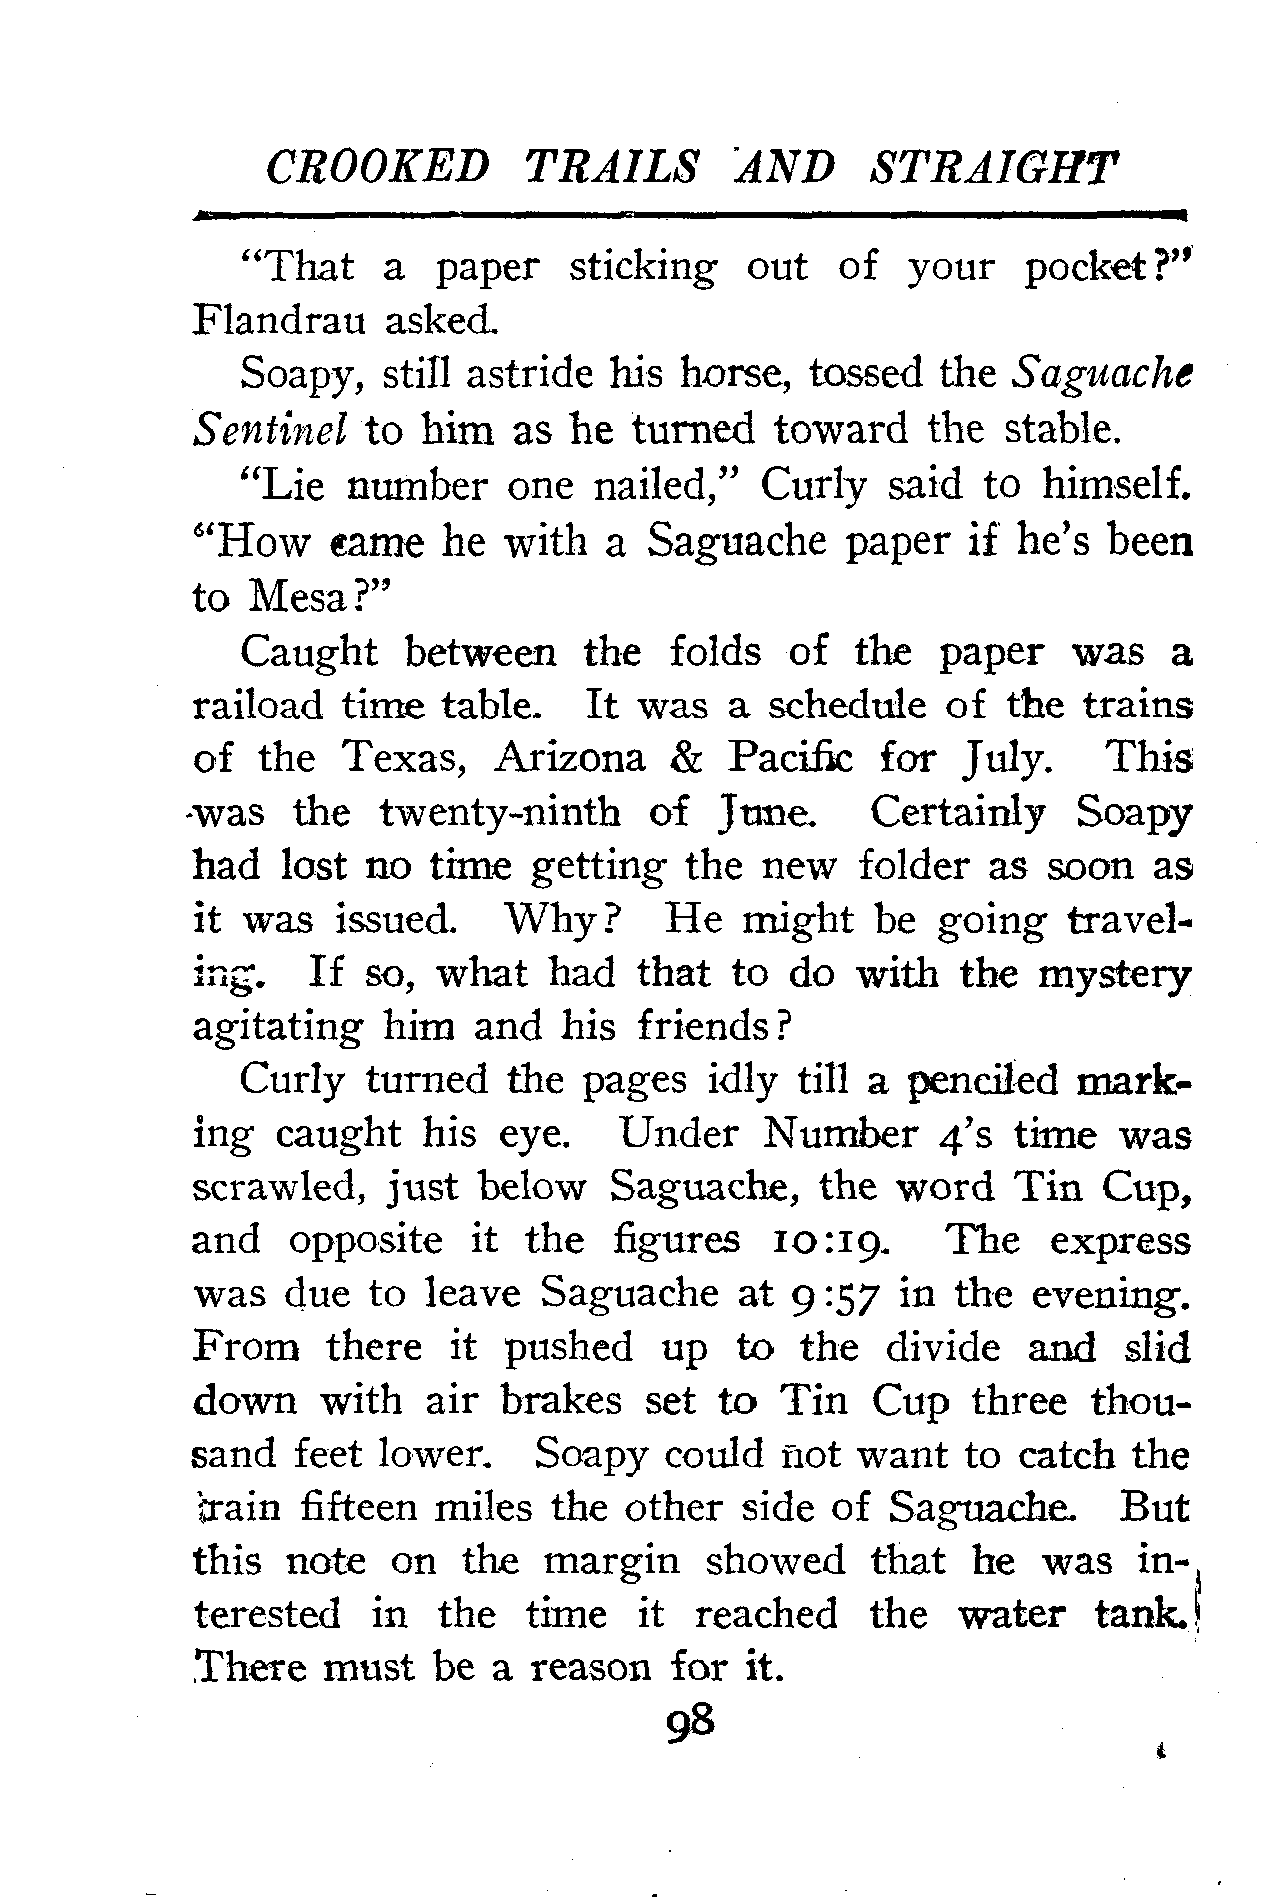 CROOKED TRAILS AND STRAIGHT
“That a paper sticking out of your pocket?”
Flandrau asked.
Soapy, still astride his horse, tossed the Saguache
Sentinel to him as he turned toward the stable.
“Lie number one nailed,” Curly said to himself.
“How came he with a Saguache paper if he’s been
to Mesa?”
Caught between the folds of the paper was a
raiload time table. It was a schedule of the trains
of the Texas, Arizona & Pacific for July. This
was the twenty-ninth of June. Certainly Soapy
had lost no time getting the new folder as soon as
it was issued. Why? He might be going travel-
ing. If so, what had that to do with the mystery
agitating him and his friends?
Curly turned the pages idly till a penciled mark-
ing caught his eye. Under Number 4’s time was
scrawled, just below Saguache, the word Tin Cup,
and opposite it the figures 10:19. The express
was due to leave Saguache at 9:57 in the evening.
From there it pushed up to the divide and slid
down with air brakes set to Tin Cup three thou-
sand feet lower. Soapy could not want to catch the
train fifteen miles the other side of Saguache. But
this note on the margin showed that he was in-
terested in the time it reached the water tank.
There must be a reason for it.
98